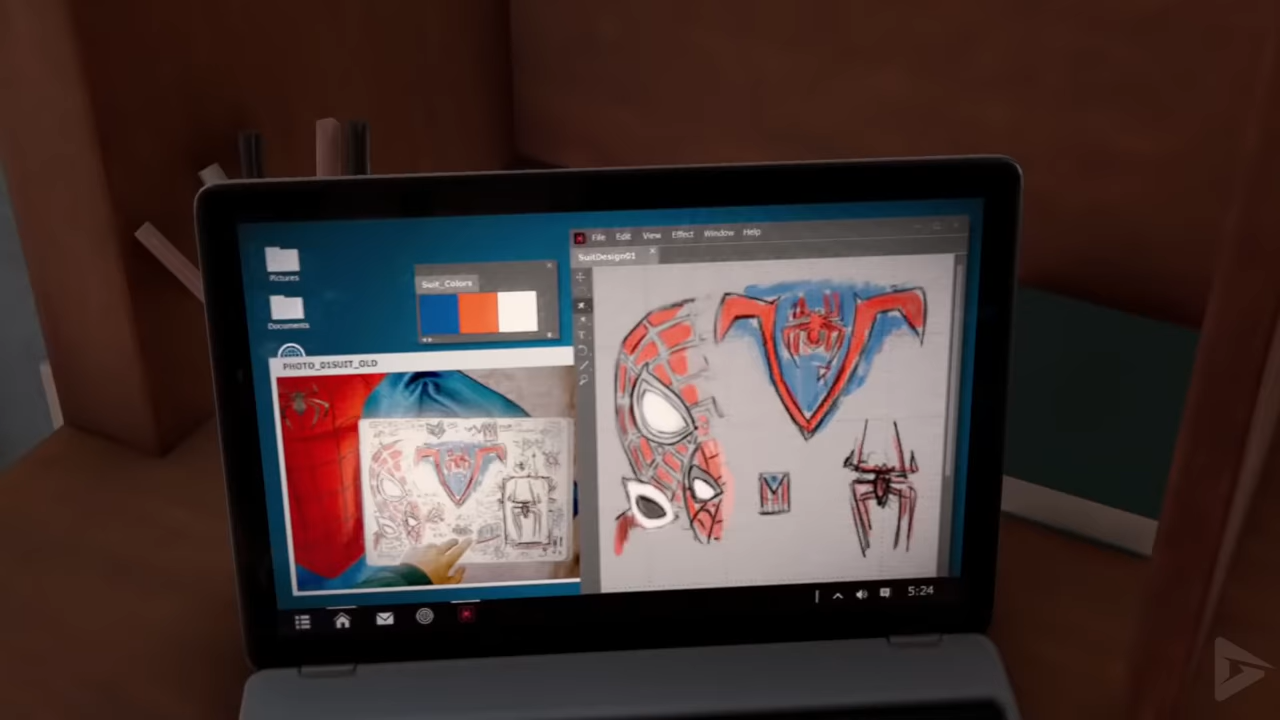 File Edit View Effect Window Help
SuitDesign01
Pictures
Suit_Colors
Documents
PHOTO_01SUIT_OLD
5:24